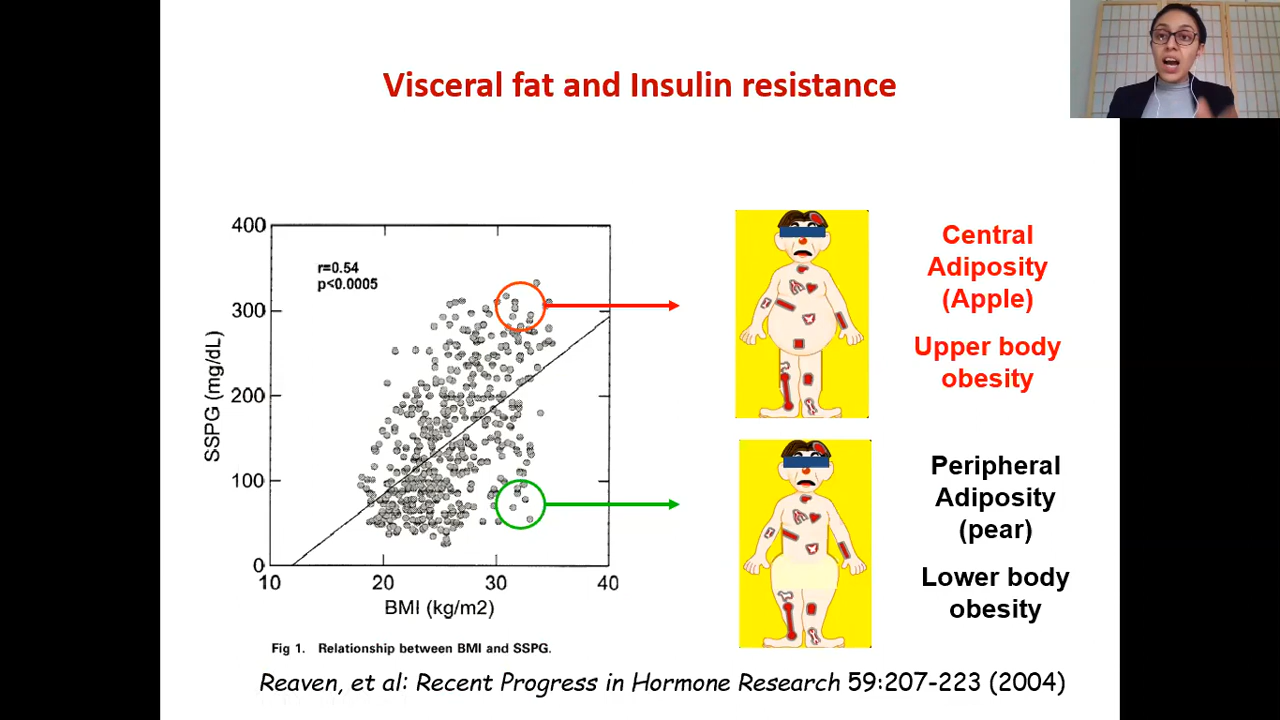 Visceral fat and Insulin resistance
400
300
200
100
0
SSPG (mg/dL)
r=0.54
p<0.0005
10
20
30
40
BMI (kg/m2)
Fig 1. Relationship between BMI and SSPG.
Central
Adiposity
(Apple)
Upper body
obesity
Peripheral
Adiposity
(pear)
Lower body
obesity
Reaven, et al: Recent Progress in Hormone Research 59:207-223 (2004)